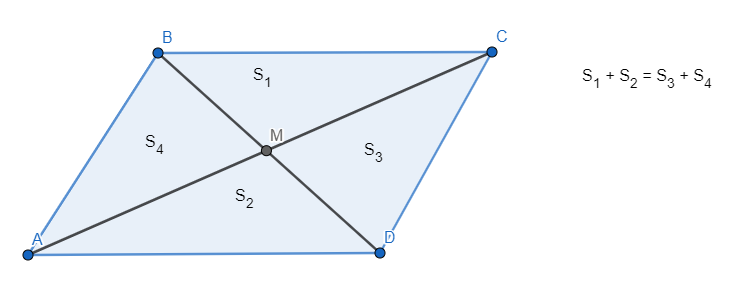 B
C
S₁
S₁ + S₂ = S₃ + S₄
M
S₄
S₃
S₂
A
D